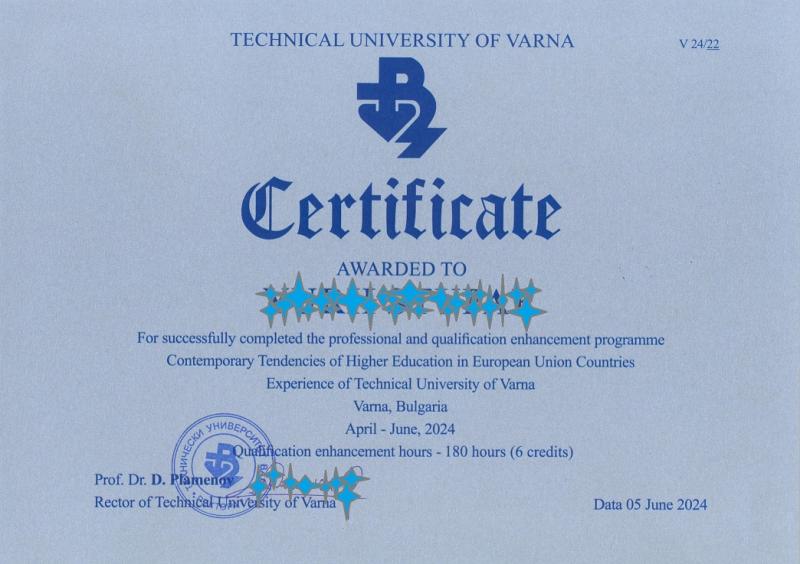 TECHNICAL UNIVERSITY OF VARNA
V 24/22
Certificate
AWARDED TO
For successfully completed the professional and qualification enhancement programme
Contemporary Tendencies of Higher Education in European Union Countries
Experience of Technical University of Varna
Varna, Bulgaria
April - June, 2024
Qualification enhancement hours - 180 hours (6 credits)
ТЕХНИЧЕСКИ УНИВЕРСИТЕТ
Prof. Dr. D. Plamenov
Rector of Technical University of Varna
Data 05 June 2024